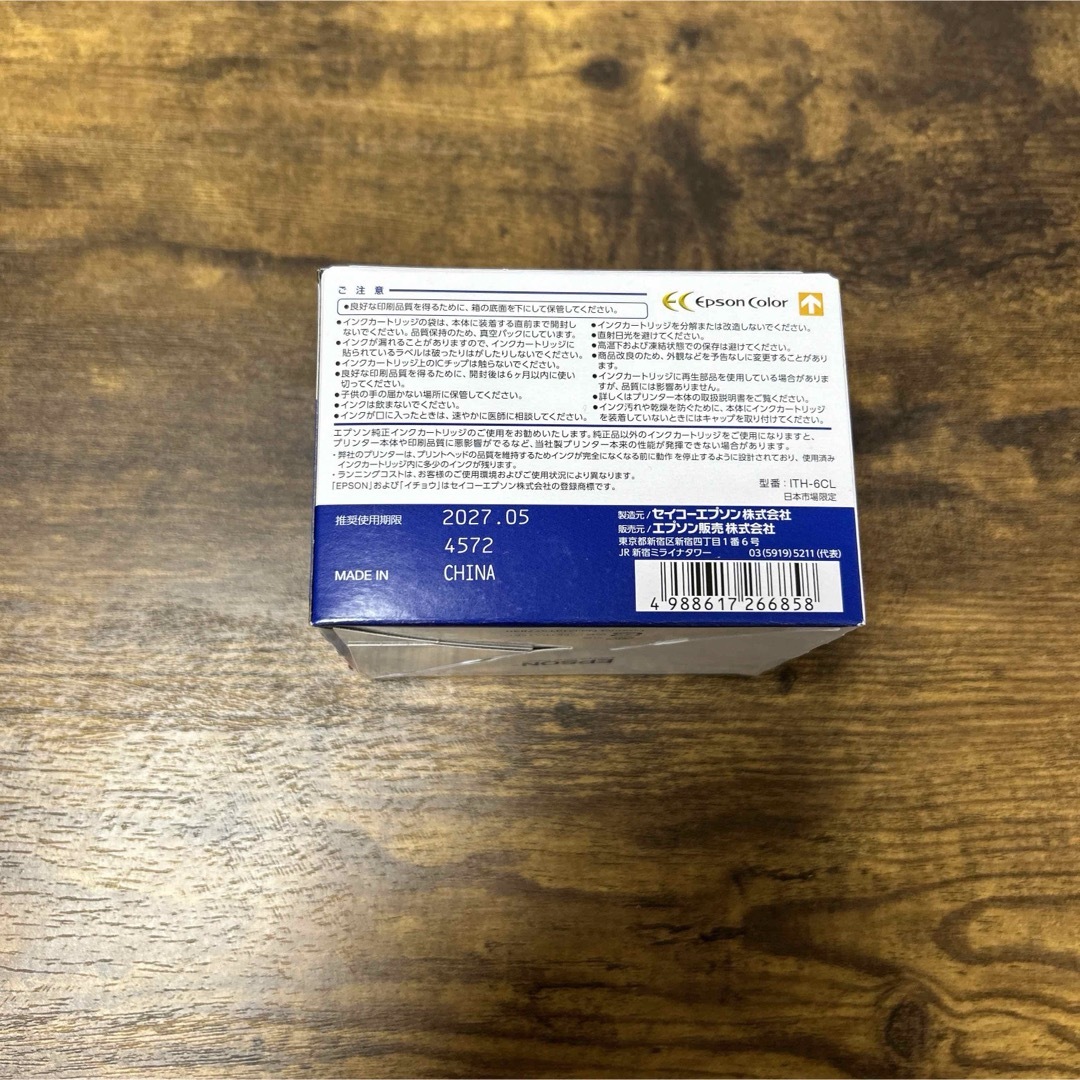 ご注意
●良好な印刷品質を得るために、箱の底面を下にして保管してください。
EC Epson Color
●インクカートリッジの袋は、本体に装着する直前まで開封し
ないでください。品質保持のため、真空パックにしています。
●インクが漏れることがありますので、インクカートリッジに
貼られているラベルは破ったりはがしたりしないでください。
●インクカートリッジ上のICチップは触らないでください。
●良好な印刷品質を得るために、開封後は6ヶ月以内に使い
切ってください。
●子供の手の届かない場所に保管してください。
●インクは飲まないでください。
●インクが口に入ったときは、速やかに医師に相談してください。
●インクカートリッジを分解または改造しないでください。
●直射日光を避けてください。
●高温下および凍結状態での保存は避けてください。
●商品改良のため、外観などを予告なしに変更することがあり
ます。
●インクカートリッジに再生部品を使用している場合がありま
すが、品質には影響ありません。
●詳しくはプリンター本体の取扱説明書をご覧ください。
●インク汚れや乾燥を防ぐために、本体にインクカートリッジ
を装着していないときにはキャップを取り付けてください。
エプソン純正インクカートリッジのご使用をお勧めいたします。純正品以外のインクカートリッジをご使用になりますと、
プリンター本体や印刷品質に悪影響がでるなど、当社製プリンター本来の性能が発揮できない場合があります。
・弊社のプリンターは、プリントヘッドの品質を維持するためインクが完全になくなる前に動作を停止するように設計されており、使用済み
インクカートリッジ内に多少のインクが残ります。
・ランニングコストは、お客様のご使用環境およびご使用状況により異なります。
「EPSON」および「イチョウ」はセイコーエプソン株式会社の登録商標です。
型番：ITH-6CL
日本市場限定
推奨使用期限 2027.05
4572
MADE IN CHINA
製造元/セイコーエプソン株式会社
販売元/エプソン販売株式会社
東京都新宿区新宿四丁目1番6号
JR新宿ミライナタワー 03(5919)5211(代表)
4 988617 266858
EPSON